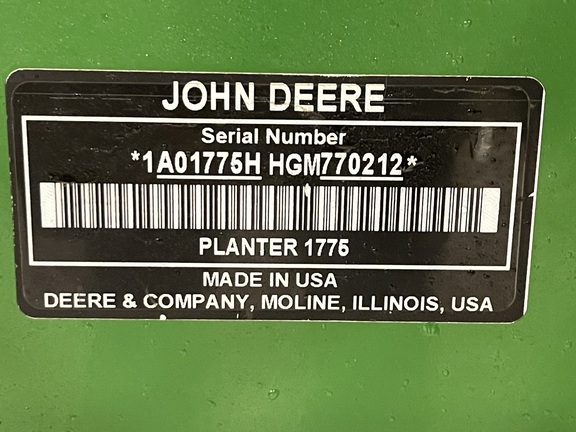 JOHN DEERE
Serial Number
*1A01775H HGM770212*
PLANTER 1775
MADE IN USA
DEERE & COMPANY, MOLINE, ILLINOIS, USA